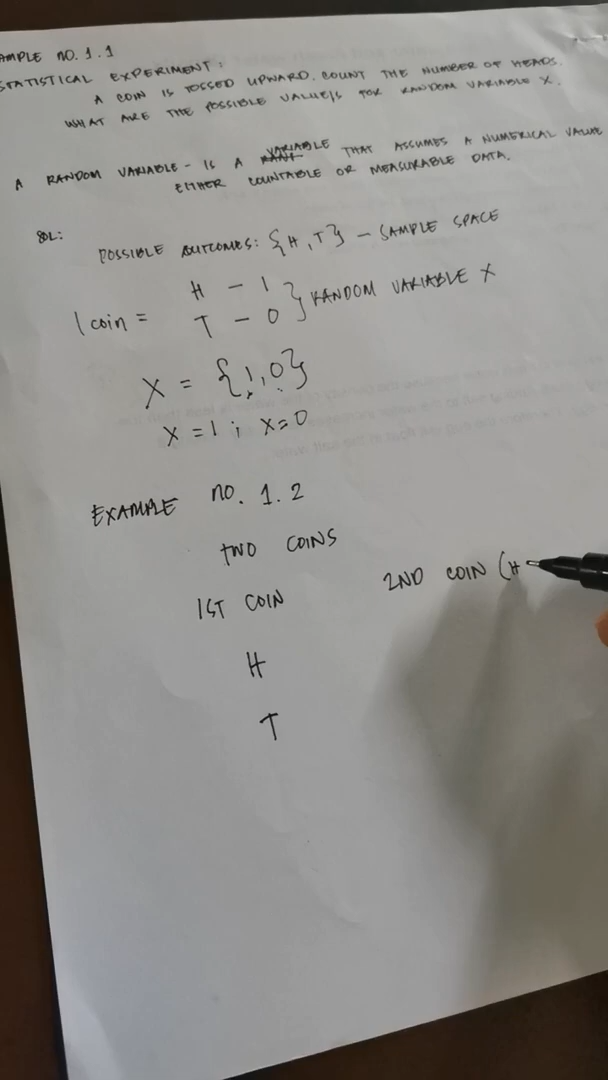 AMPLE NO. 1.1
STATISTICAL EXPERIMENT:
A COIN IS TOSSED UPWARD. COUNT THE NUMBER OF HEADS.
WHAT ARE THE POSSIBLE VALUE/S FOR RANDOM VARIABLE X.
A RANDOM VARIABLE - IS A VARIABLE THAT ASSUMES A NUMERICAL VALUE
EITHER COUNTABLE OR MEASURABLE DATA.
SOL:
POSSIBLE OUTCOMES: {H, T} - SAMPLE SPACE
H - 1
1 coin = } RANDOM VARIABLE X
T - 0
X = {1,0}
X = 1 ; X = 0
EXAMPLE NO. 1.2
TWO COINS
1ST COIN 2ND COIN (H
H
T